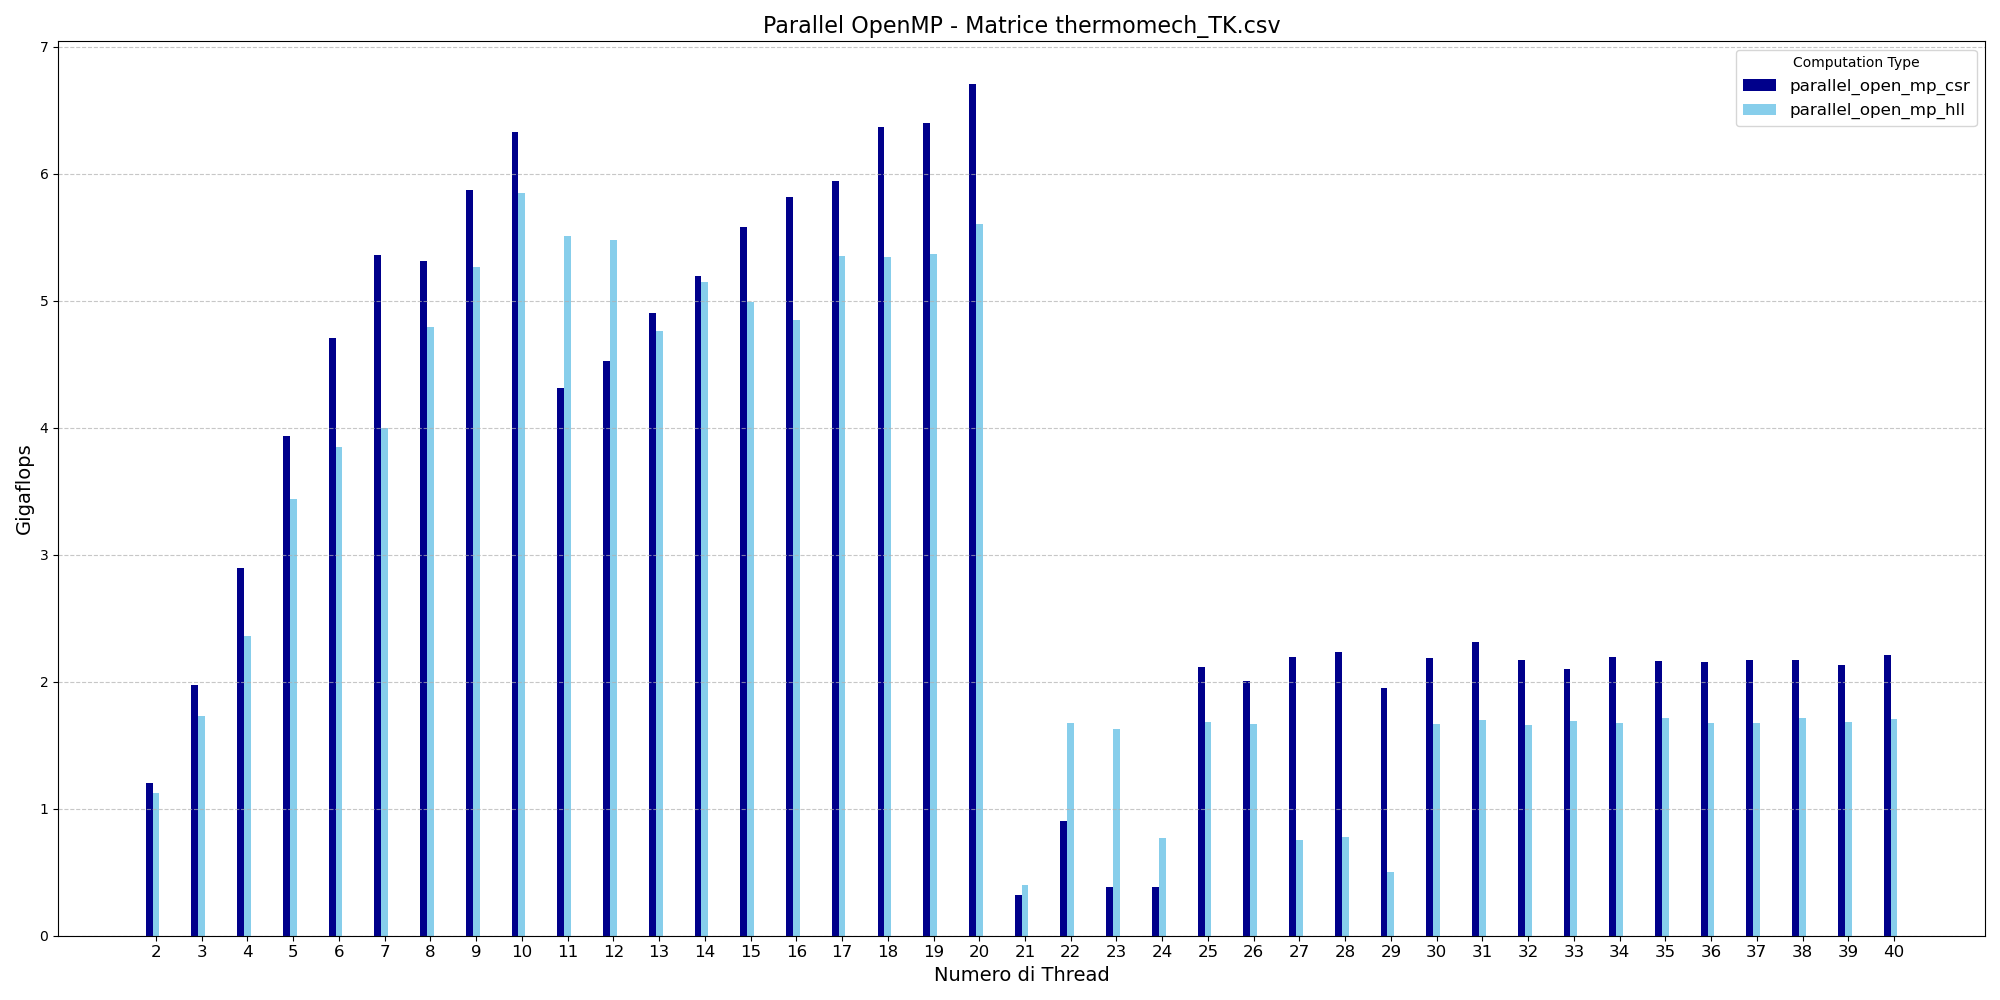 Parallel OpenMP - Matrice thermomech_TK.csv
Computation Type
parallel_open_mp_csr
parallel_open_mp_hll
Gigaflops
7
6
5
4
3
2
1
0
2 3 4 5 6 7 8 9 10 11 12 13 14 15 16 17 18 19 20 21 22 23 24 25 26 27 28 29 30 31 32 33 34 35 36 37 38 39 40
Numero di Thread